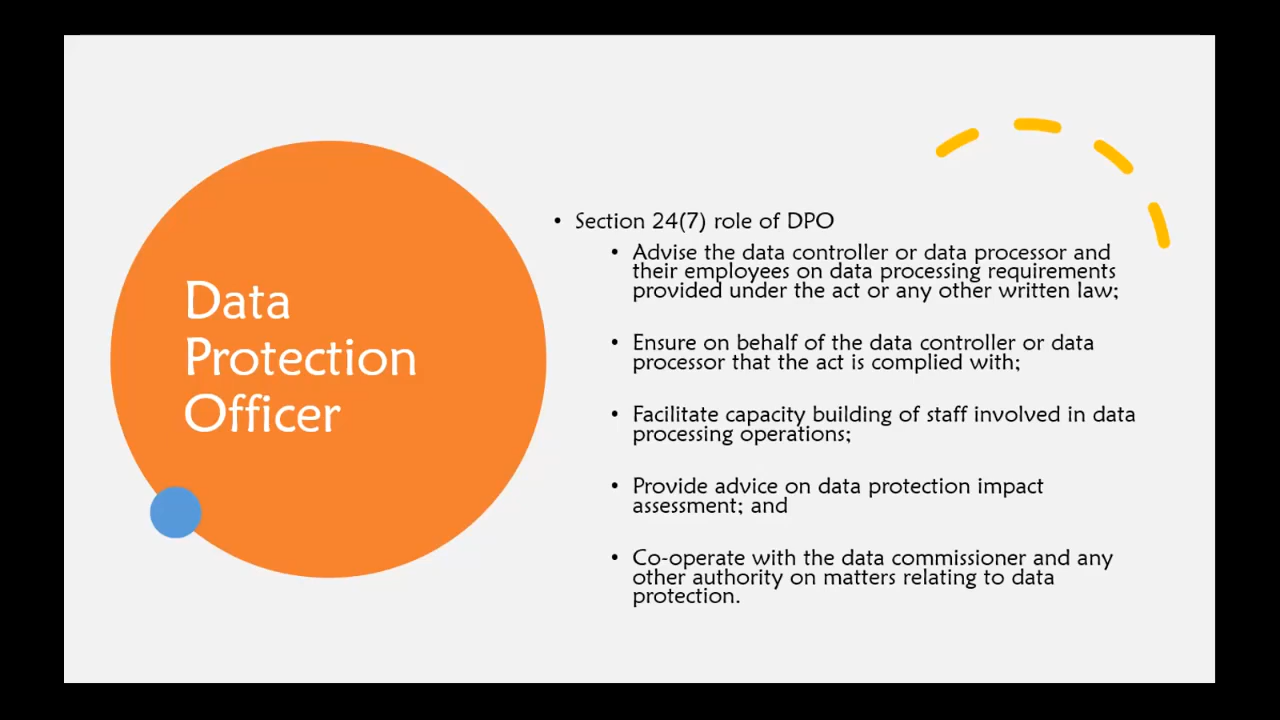 Data
Protection
Officer
• Section 24(7) role of DPO
• Advise the data controller or data processor and
their employees on data processing requirements
provided under the act or any other written law;
• Ensure on behalf of the data controller or data
processor that the act is complied with;
• Facilitate capacity building of staff involved in data
processing operations;
• Provide advice on data protection impact
assessment; and
• Co-operate with the data commissioner and any
other authority on matters relating to data
protection.